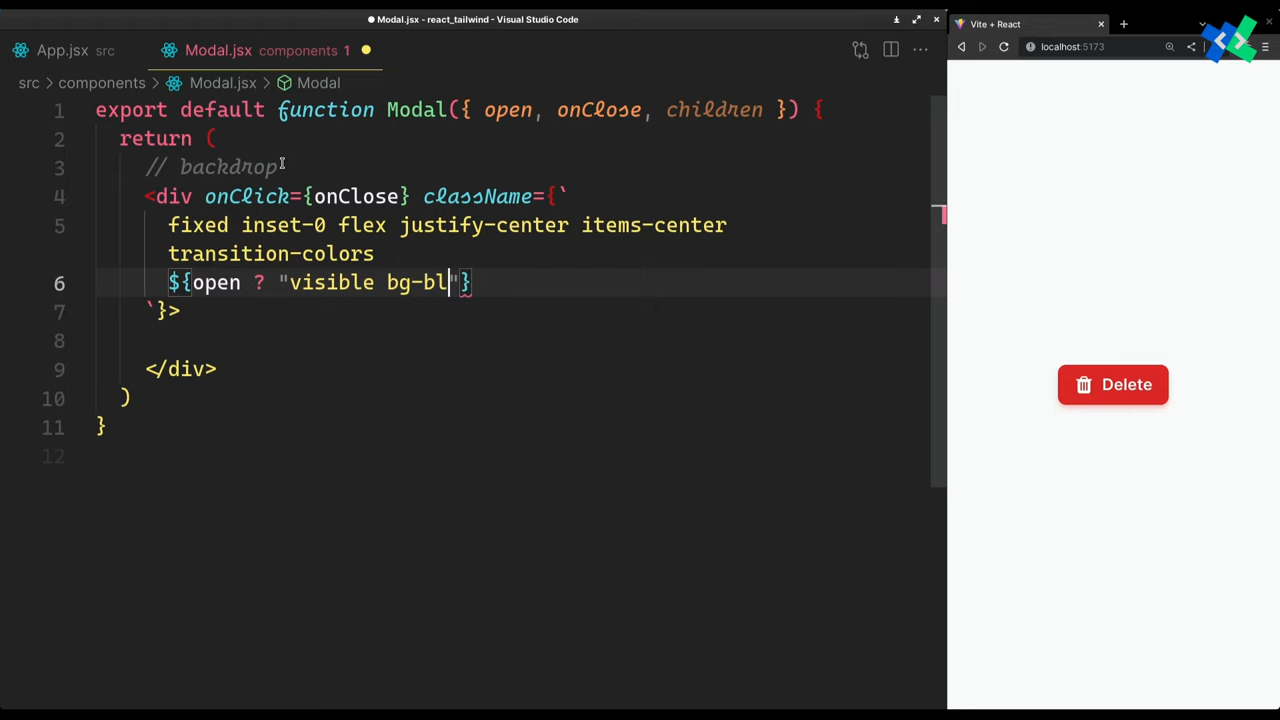 Modal.jsx - react_tailwind - Visual Studio Code
App.jsx src
Modal.jsx components 1
src > components > Modal.jsx > Modal
1 export default function Modal({ open, onClose, children }) {
2 return (
3 // backdrop
4 <div onClick={onClose} className={`
5 fixed inset-0 flex justify-center items-center
transition-colors
6 ${open ? "visible bg-bl"}
7 `}>
8
9 </div>
10 )
11 }
12
Vite + React
localhost:5173
Delete